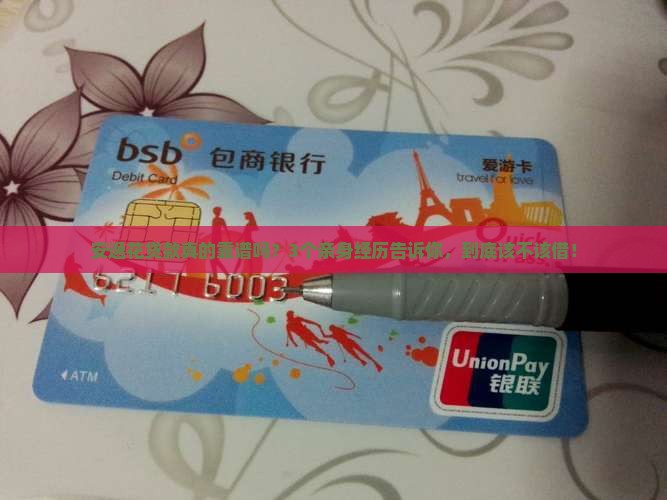 bsb 包商银行
Debit Card
爱游卡
travel for love
安逸花贷款真的靠谱吗？3个亲身经历告诉你，到底该不该借！
Quick
6217 6003
ATM
UnionPay
银联